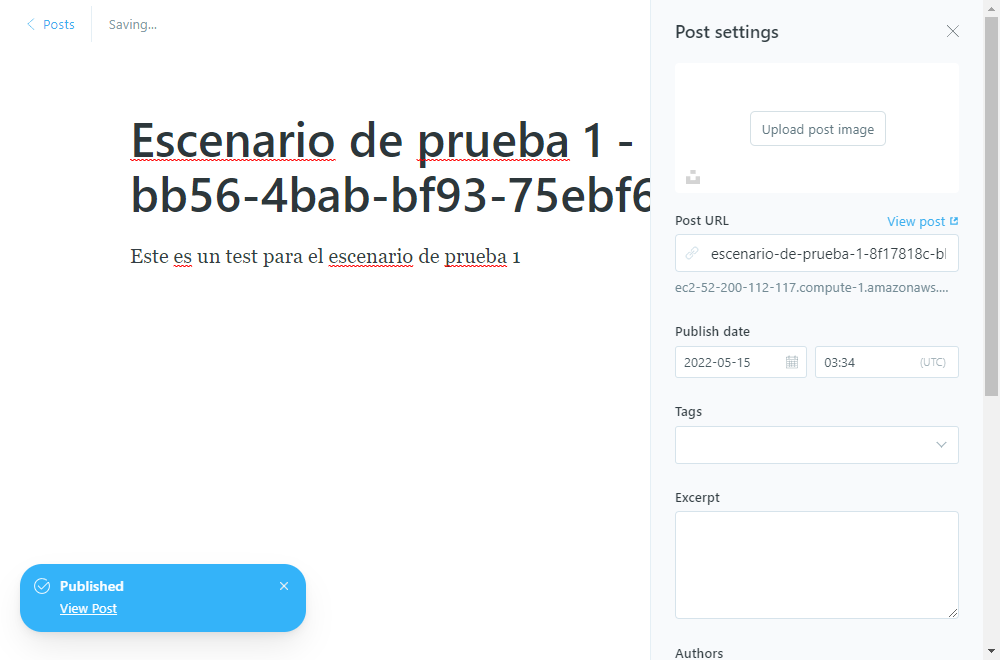 Posts
Saving...
Escenario de prueba 1 -
bb56-4bab-bf93-75ebf6
Este es un test para el escenario de prueba 1
Published
View Post
Post settings
Upload post image
Post URL
View post
escenario-de-prueba-1-8f17818c-bl
ec2-52-200-112-117.compute-1.amazonaws....
Publish date
2022-05-15
03:34 (UTC)
Tags
Excerpt
Authors